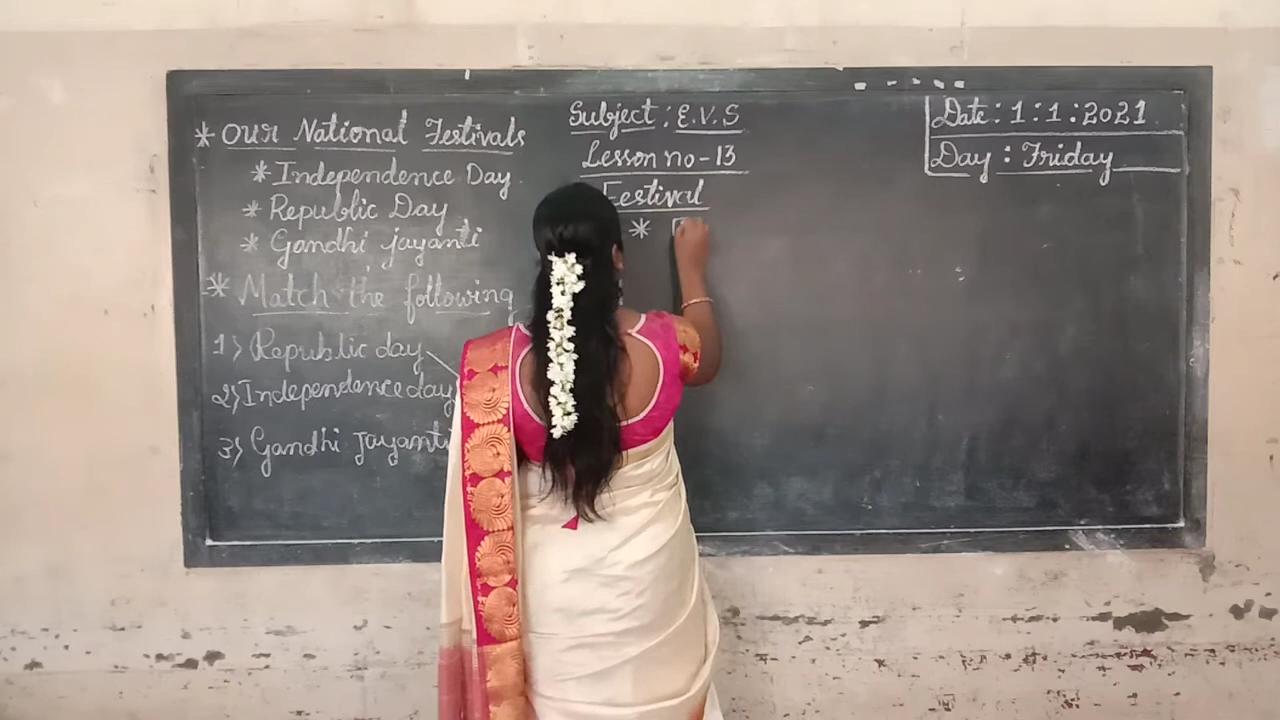 * Our National Festivals
* Independence Day
* Republic Day
* Gandhi jayanti
* Match the following
1) Republic day
2) Independence day
3) Gandhi Jayanti
Subject : E.V.S
Lesson no - 13
Festival
*
Date : 1 : 1 : 2021
Day : Friday